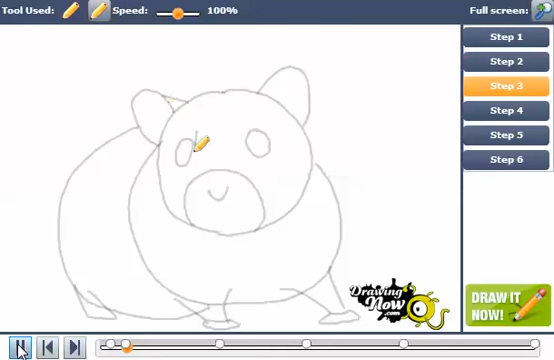 Tool Used: Speed: 100% Full screen:
Step 1
Step 2
Step 3
Step 4
Step 5
Step 6
Drawing
Now.com
DRAW IT
NOW!